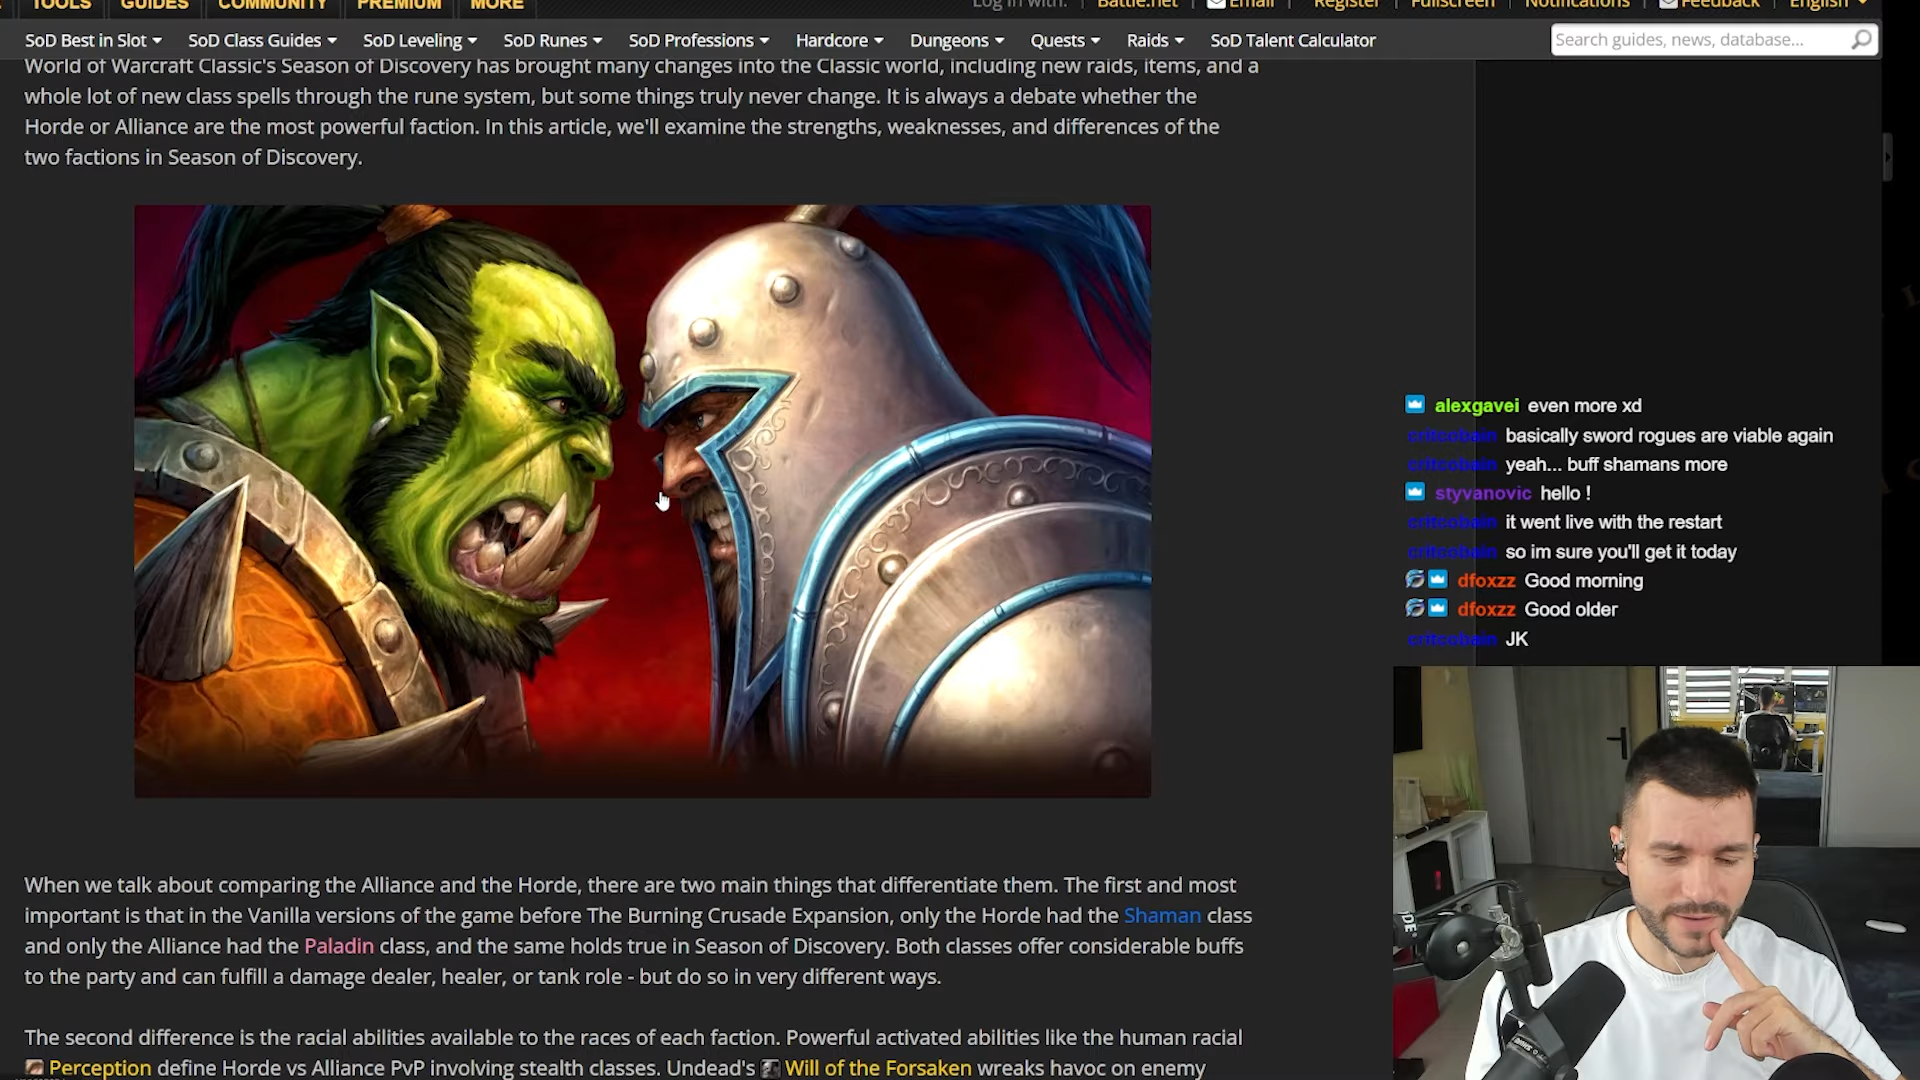 TOOLS GUIDES COMMUNITY PREMIUM MORE Log in with: Battle.net Email Register Fullscreen Notifications Feedback English
SoD Best in Slot SoD Class Guides SoD Leveling SoD Runes SoD Professions Hardcore Dungeons Quests Raids SoD Talent Calculator Search guides, news, database...
World of Warcraft Classic's Season of Discovery has brought many changes into the Classic world, including new raids, items, and a
whole lot of new class spells through the rune system, but some things truly never change. It is always a debate whether the
Horde or Alliance are the most powerful faction. In this article, we'll examine the strengths, weaknesses, and differences of the
two factions in Season of Discovery.
alexgavei even more xd
critcobain basically sword rogues are viable again
critcobain yeah... buff shamans more
styvanovic hello !
critcobain it went live with the restart
critcobain so im sure you'll get it today
dfoxzz Good morning
dfoxzz Good older
critcobain JK
When we talk about comparing the Alliance and the Horde, there are two main things that differentiate them. The first and most
important is that in the Vanilla versions of the game before The Burning Crusade Expansion, only the Horde had the Shaman class
and only the Alliance had the Paladin class, and the same holds true in Season of Discovery. Both classes offer considerable buffs
to the party and can fulfill a damage dealer, healer, or tank role - but do so in very different ways.
The second difference is the racial abilities available to the races of each faction. Powerful activated abilities like the human racial
Perception define Horde vs Alliance PvP involving stealth classes. Undead's Will of the Forsaken wreaks havoc on enemy